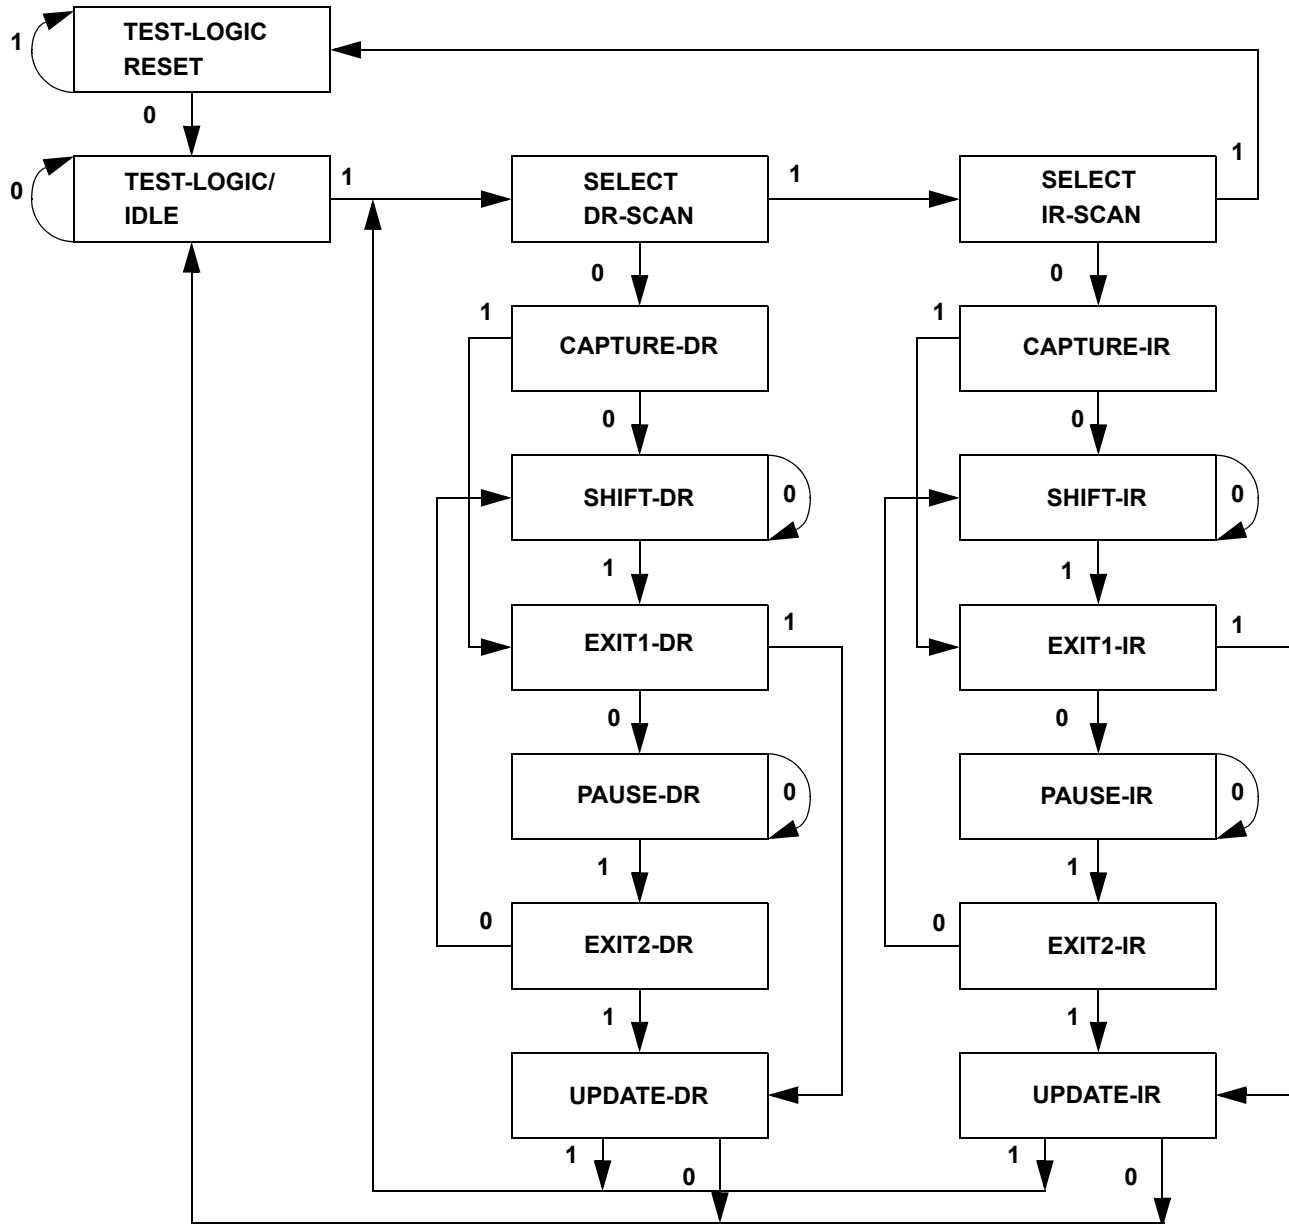 TEST-LOGIC
RESET
1
0
TEST-LOGIC/
IDLE
0
1
SELECT
DR-SCAN
1
SELECT
IR-SCAN
1
0
0
1
CAPTURE-DR
1
CAPTURE-IR
0
0
SHIFT-DR
0
SHIFT-IR
0
1
1
EXIT1-DR
1
EXIT1-IR
1
0
0
PAUSE-DR
0
PAUSE-IR
0
1
1
0
EXIT2-DR
0
EXIT2-IR
1
1
UPDATE-DR
UPDATE-IR
1
0
1
0